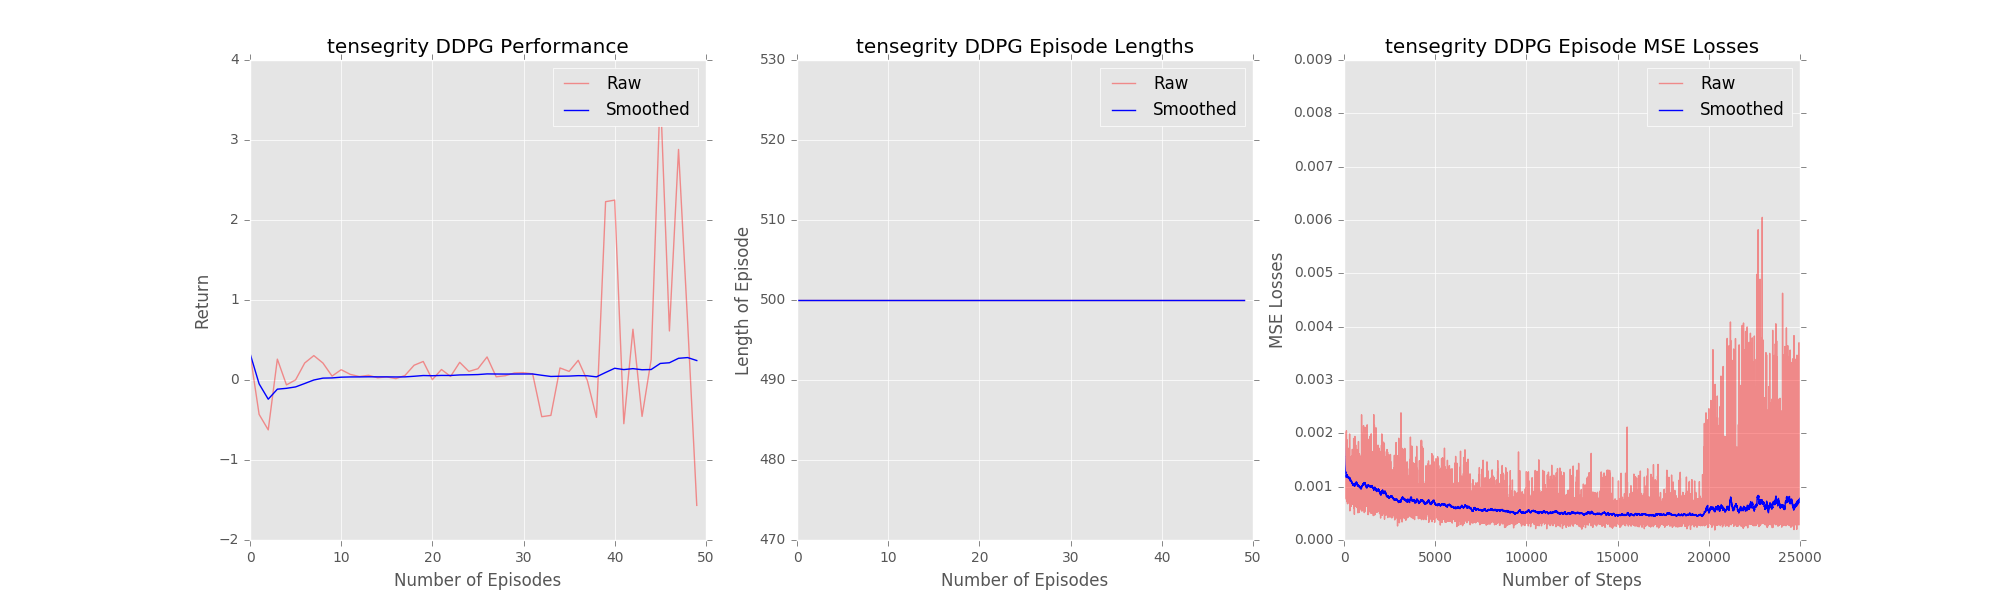 tensegrity DDPG Performance
4
3
2
1
0
−1
−2
Return
0
10
20
30
40
50
Number of Episodes
Raw
Smoothed
tensegrity DDPG Episode Lengths
530
520
510
500
490
480
470
Length of Episode
0
10
20
30
40
50
Number of Episodes
Raw
Smoothed
tensegrity DDPG Episode MSE Losses
0.009
0.008
0.007
0.006
0.005
0.004
0.003
0.002
0.001
0.000
MSE Losses
0
5000
10000
15000
20000
25000
Number of Steps
Raw
Smoothed